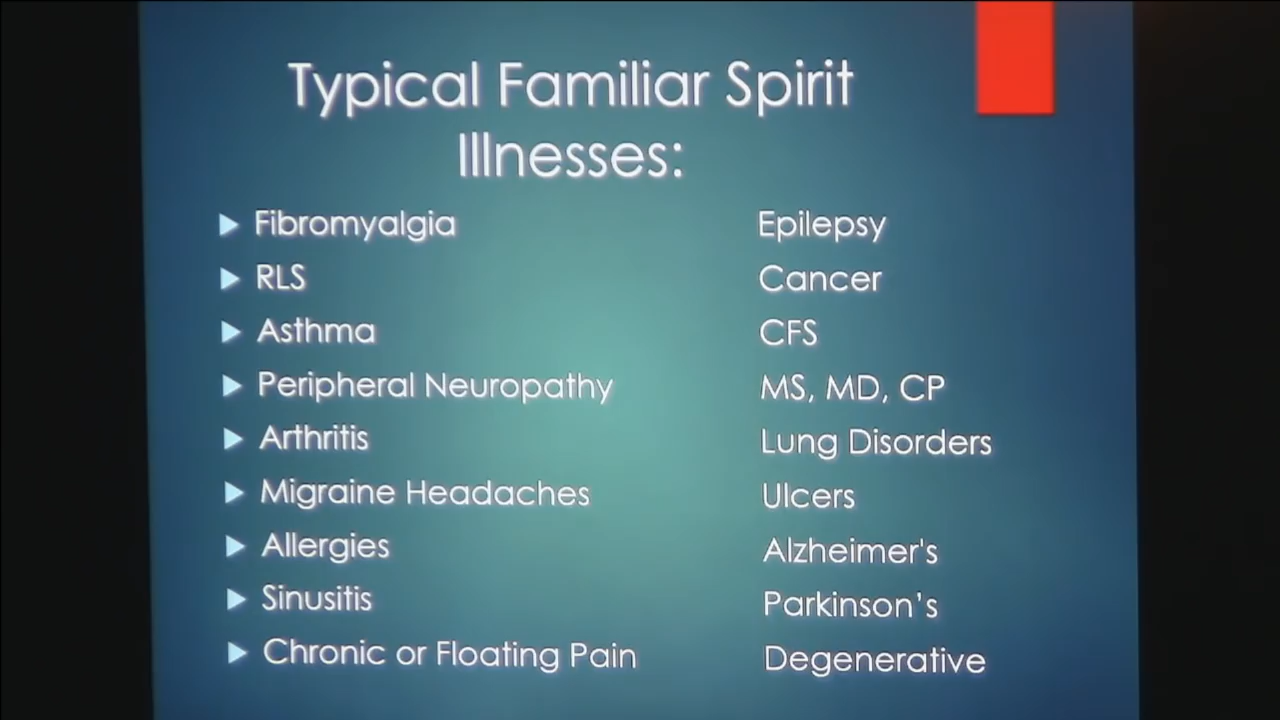 Typical Familiar Spirit
Illnesses:
Fibromyalgia
RLS
Asthma
Peripheral Neuropathy
Arthritis
Migraine Headaches
Allergies
Sinusitis
Chronic or Floating Pain
Epilepsy
Cancer
CFS
MS, MD, CP
Lung Disorders
Ulcers
Alzheimer's
Parkinson’s
Degenerative